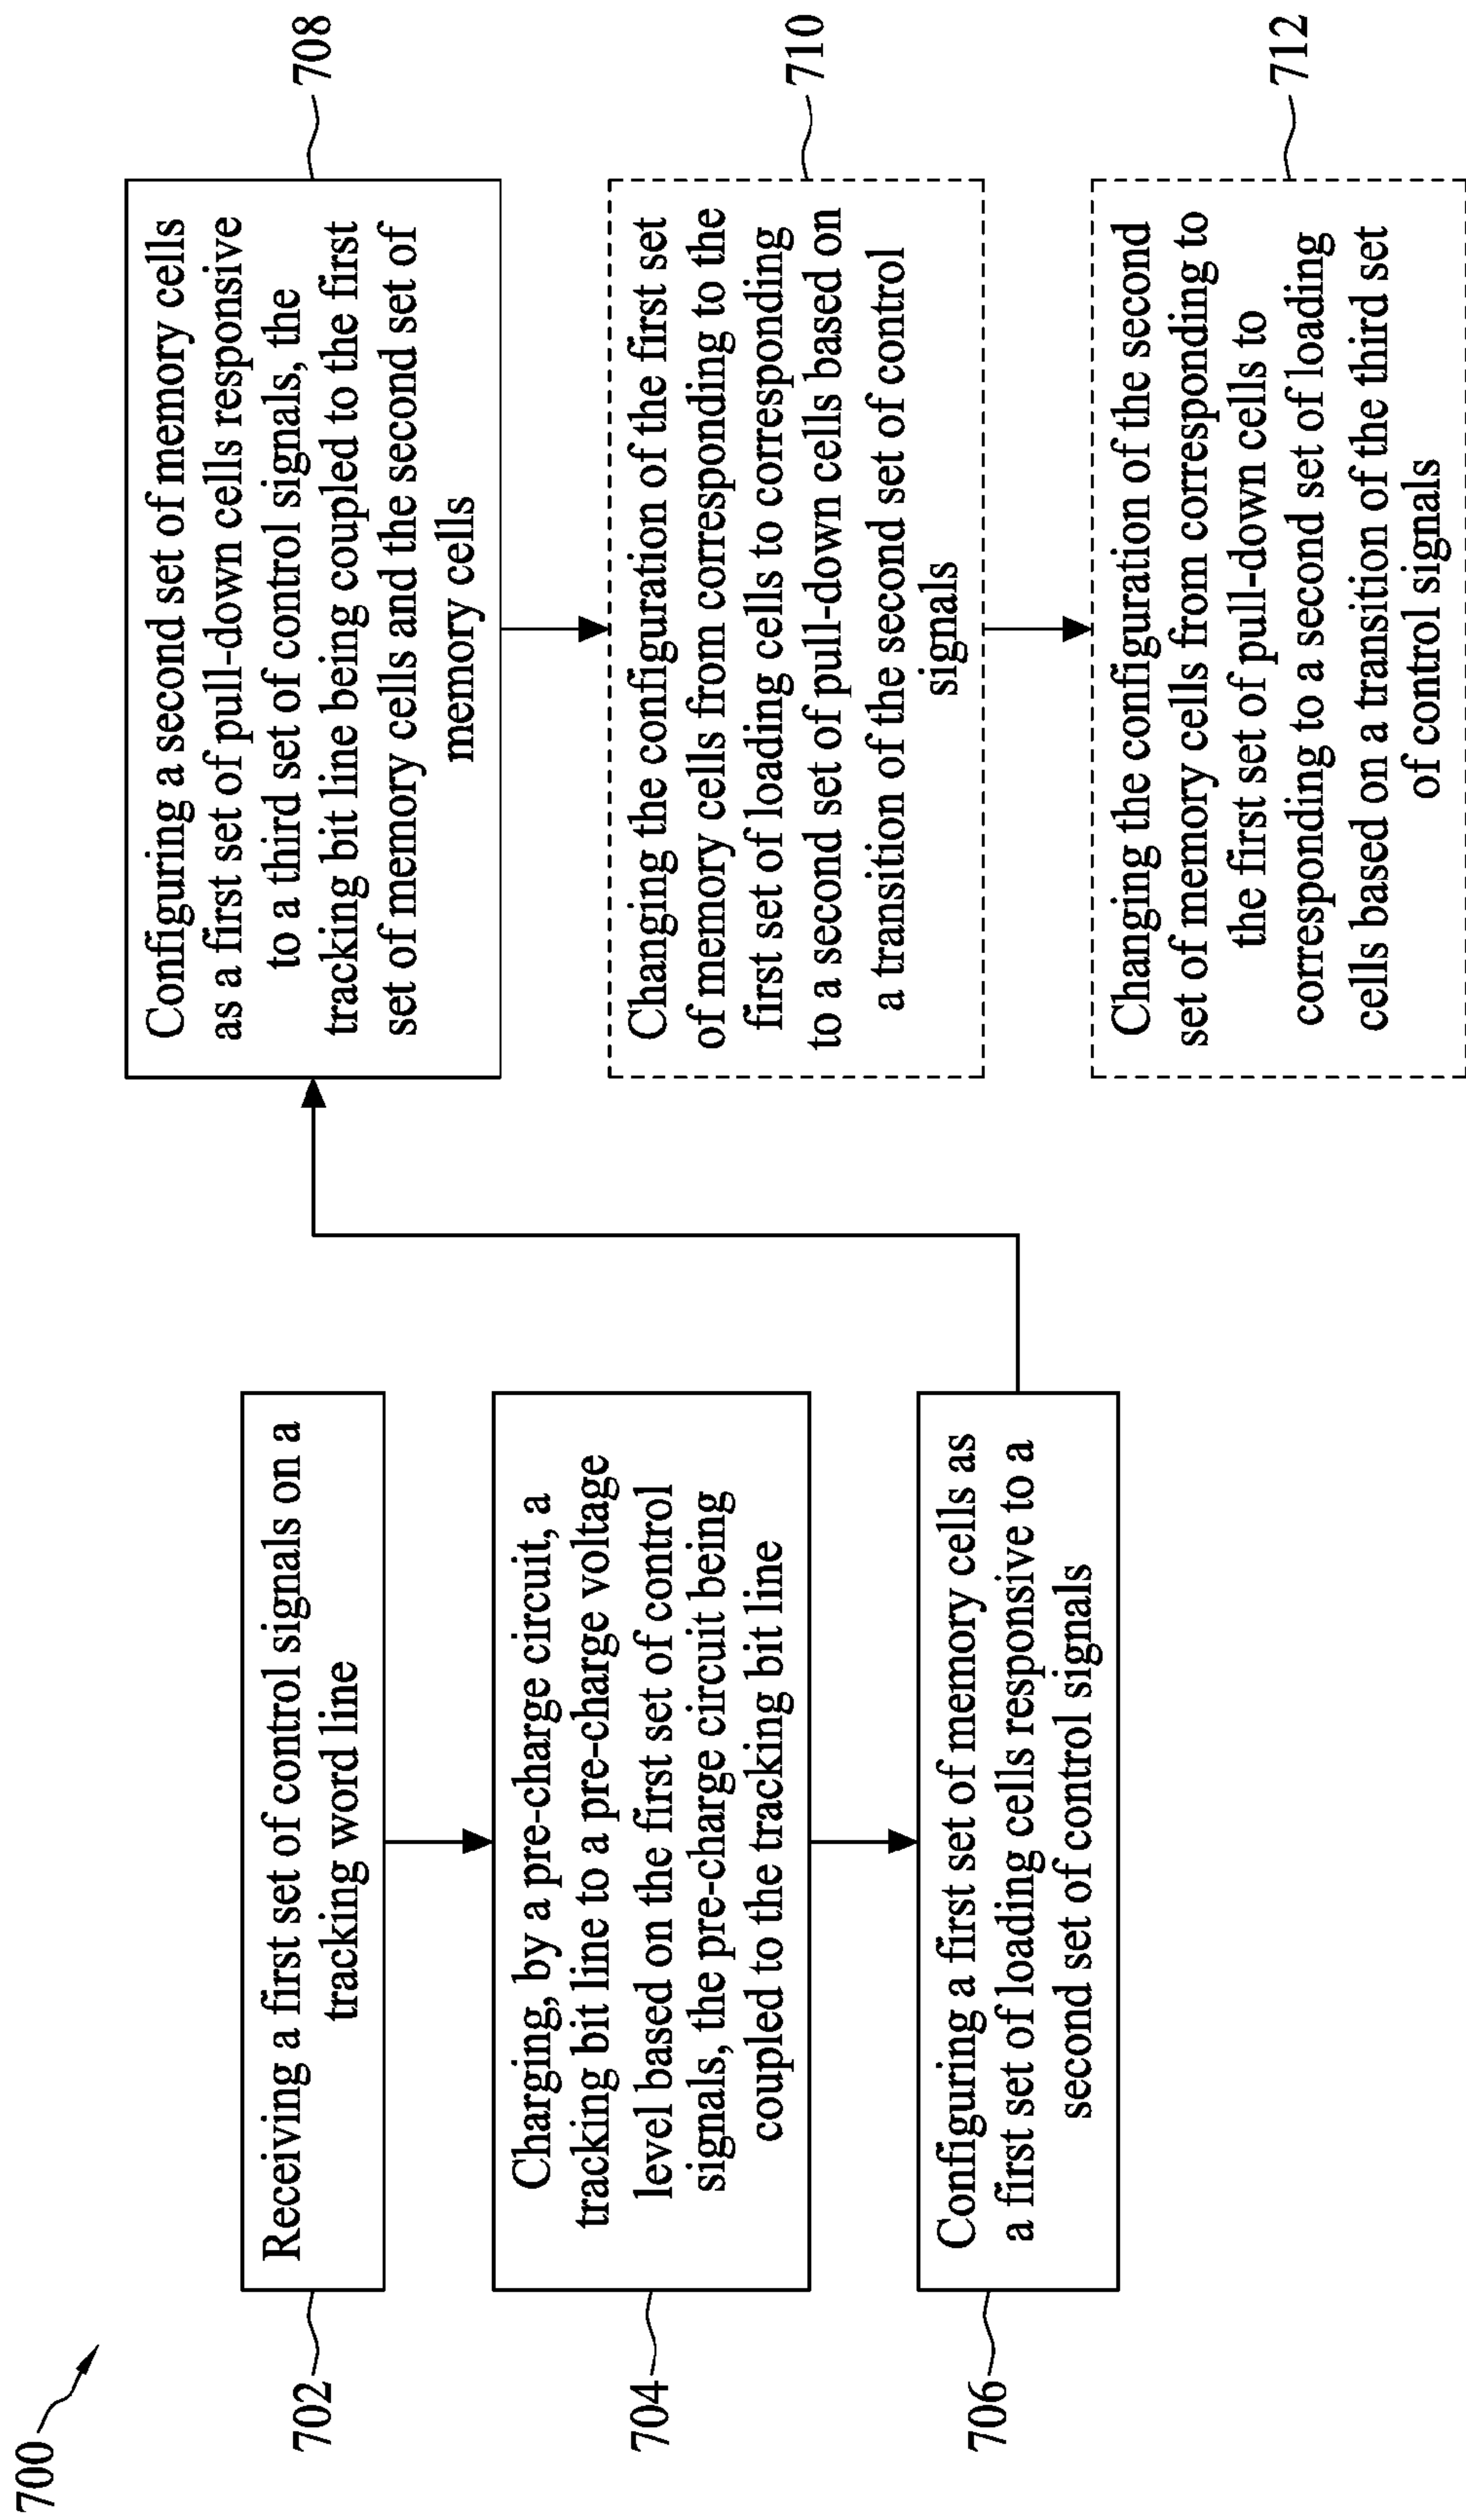 700
702
Receiving a first set of control signals on a
tracking word line
704
Charging, by a pre-charge circuit, a
tracking bit line to a pre-charge voltage
level based on the first set of control
signals, the pre-charge circuit being
coupled to the tracking bit line
706
Configuring a first set of memory cells as
a first set of loading cells responsive to a
second set of control signals
708
Configuring a second set of memory cells
as a first set of pull-down cells responsive
to a third set of control signals, the
tracking bit line being coupled to the first
set of memory cells and the second set of
memory cells
710
Changing the configuration of the first set
of memory cells from corresponding to the
first set of loading cells to corresponding
to a second set of pull-down cells based on
a transition of the second set of control
signals
712
Changing the configuration of the second
set of memory cells from corresponding to
the first set of pull-down cells to
corresponding to a second set of loading
cells based on a transition of the third set
of control signals